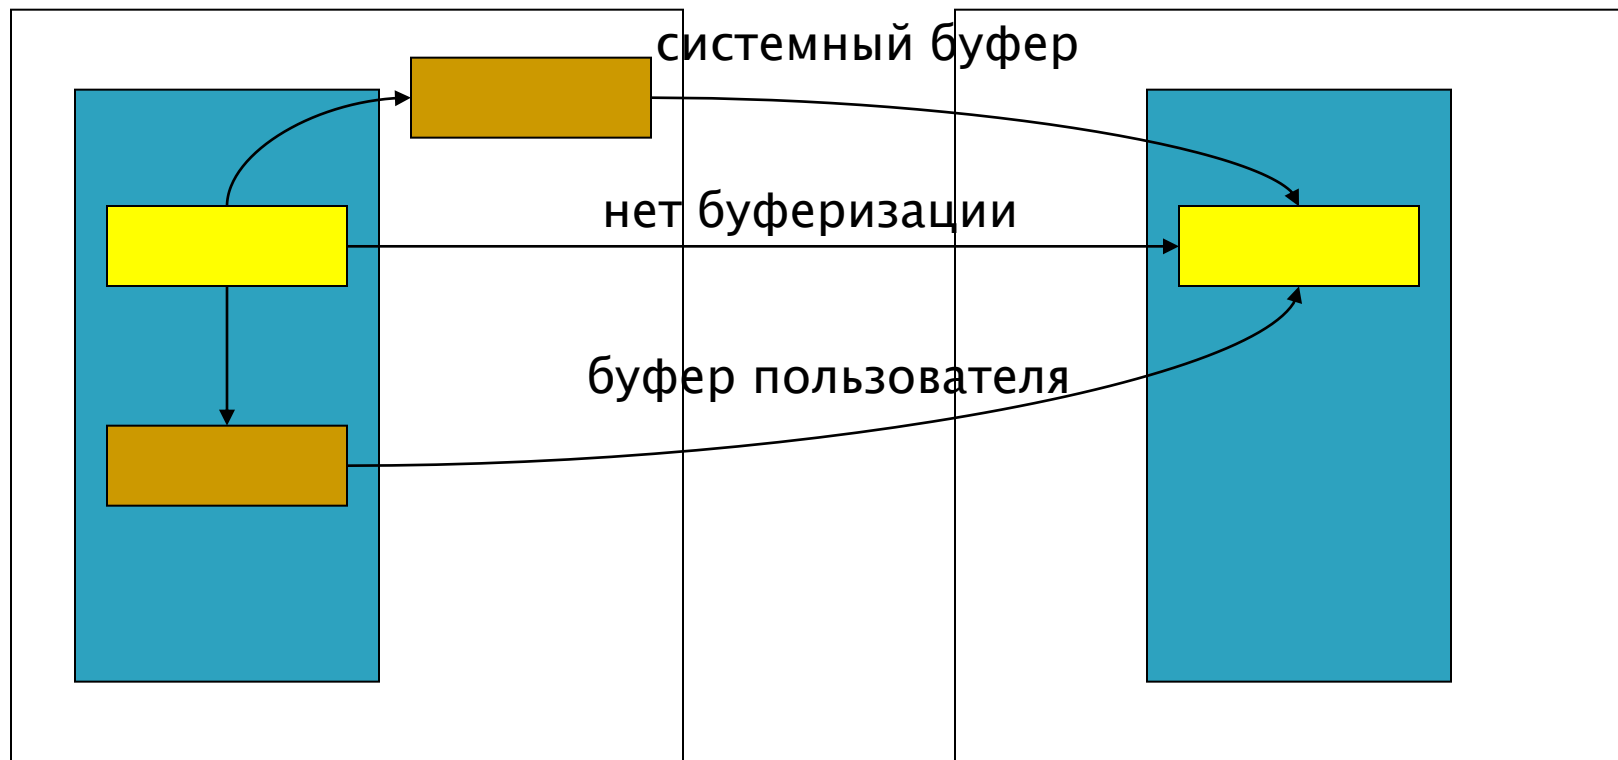 системный буфер
нет буферизации
буфер пользователя